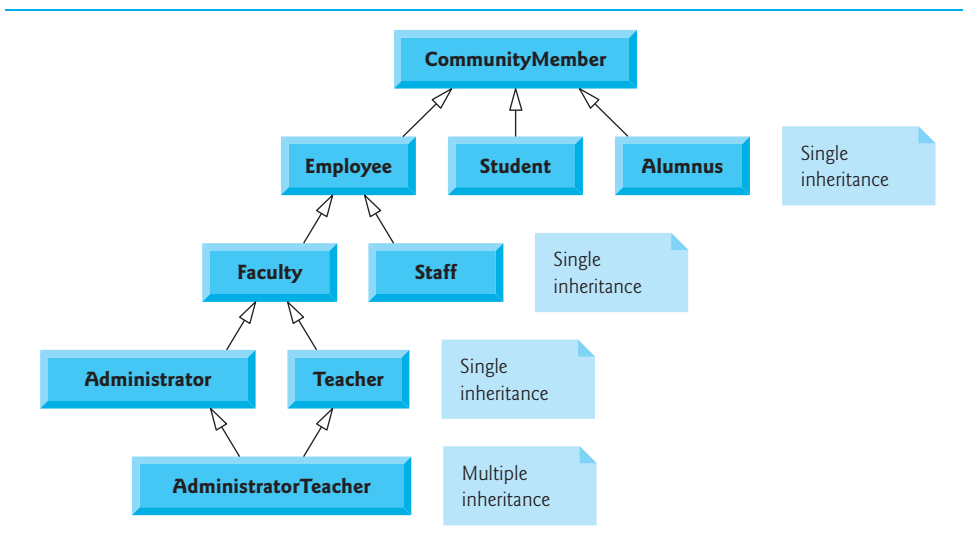 CommunityMember
Employee
Student
Alumnus
Single
inheritance
Faculty
Staff
Single
inheritance
Administrator
Teacher
Single
inheritance
AdministratorTeacher
Multiple
inheritance